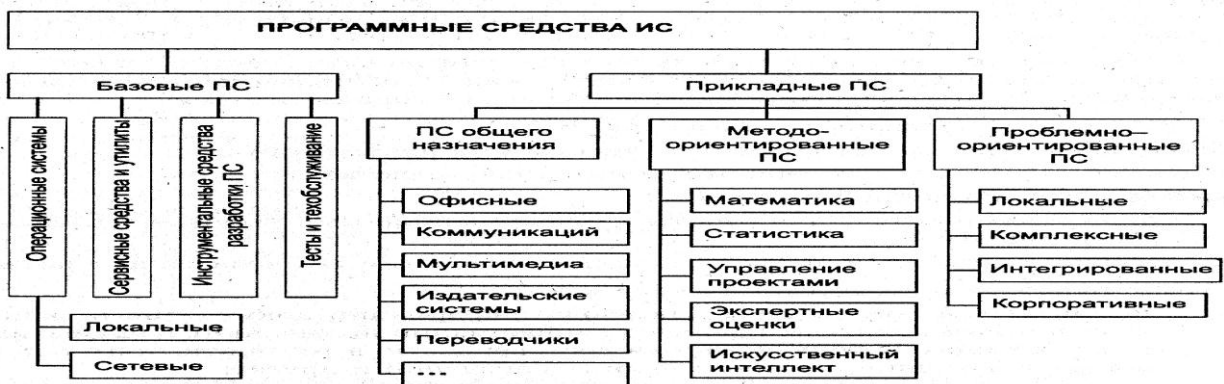 ПРОГРАММНЫЕ СРЕДСТВА ИС
Базовые ПС
Прикладные ПС
Операционные системы
Сервисные средства и утилиты
Инструментальные средства
разработки ПС
Тесты и техобслуживание
Локальные
Сетевые
ПС общего
назначения
Офисные
Коммуникаций
Мультимедиа
Издательские
системы
Переводчики
...
Методо-
ориентированные
ПС
Математика
Статистика
Управление
проектами
Экспертные
оценки
Искусственный
интеллект
Проблемно–
ориентированные
ПС
Локальные
Комплексные
Интегрированные
Корпоративные